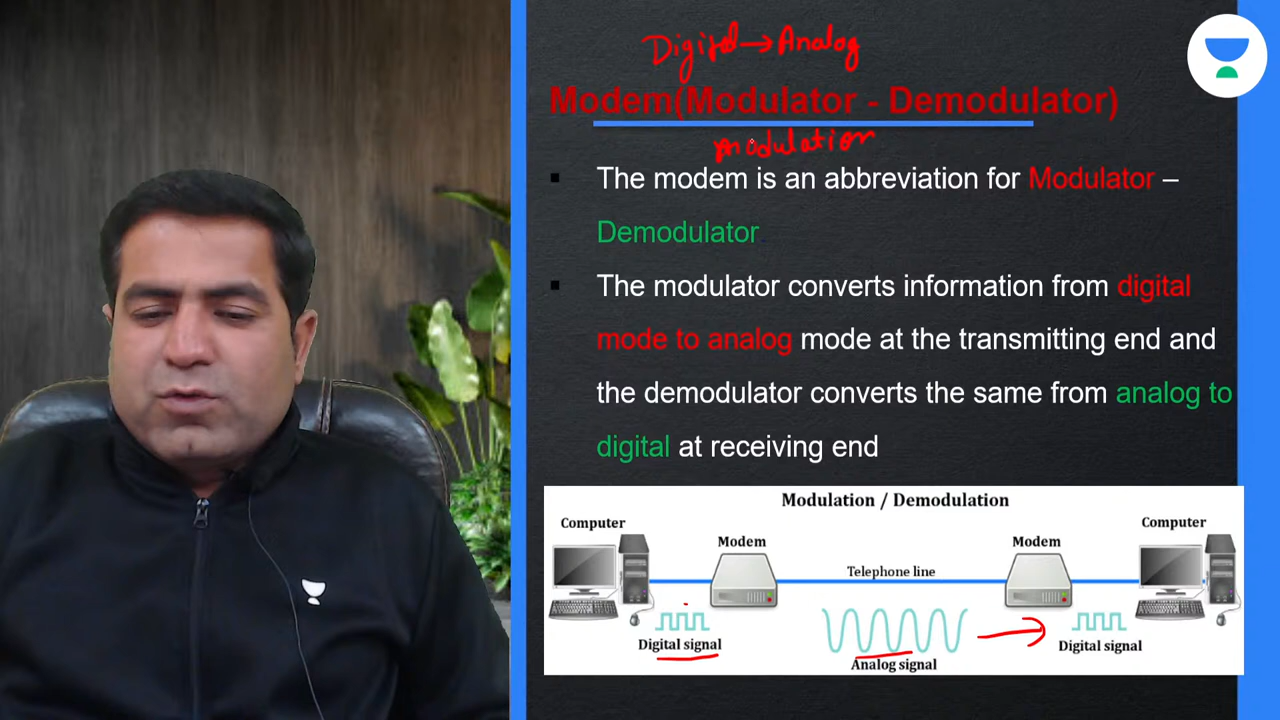 Digital → Analog
Modem(Modulator - Demodulator)
modulation
▪ The modem is an abbreviation for Modulator –
Demodulator
▪ The modulator converts information from digital
mode to analog mode at the transmitting end and
the demodulator converts the same from analog to
digital at receiving end
Modulation / Demodulation
Computer
Modem
Telephone line
Modem
Computer
Digital signal
Analog signal
Digital signal